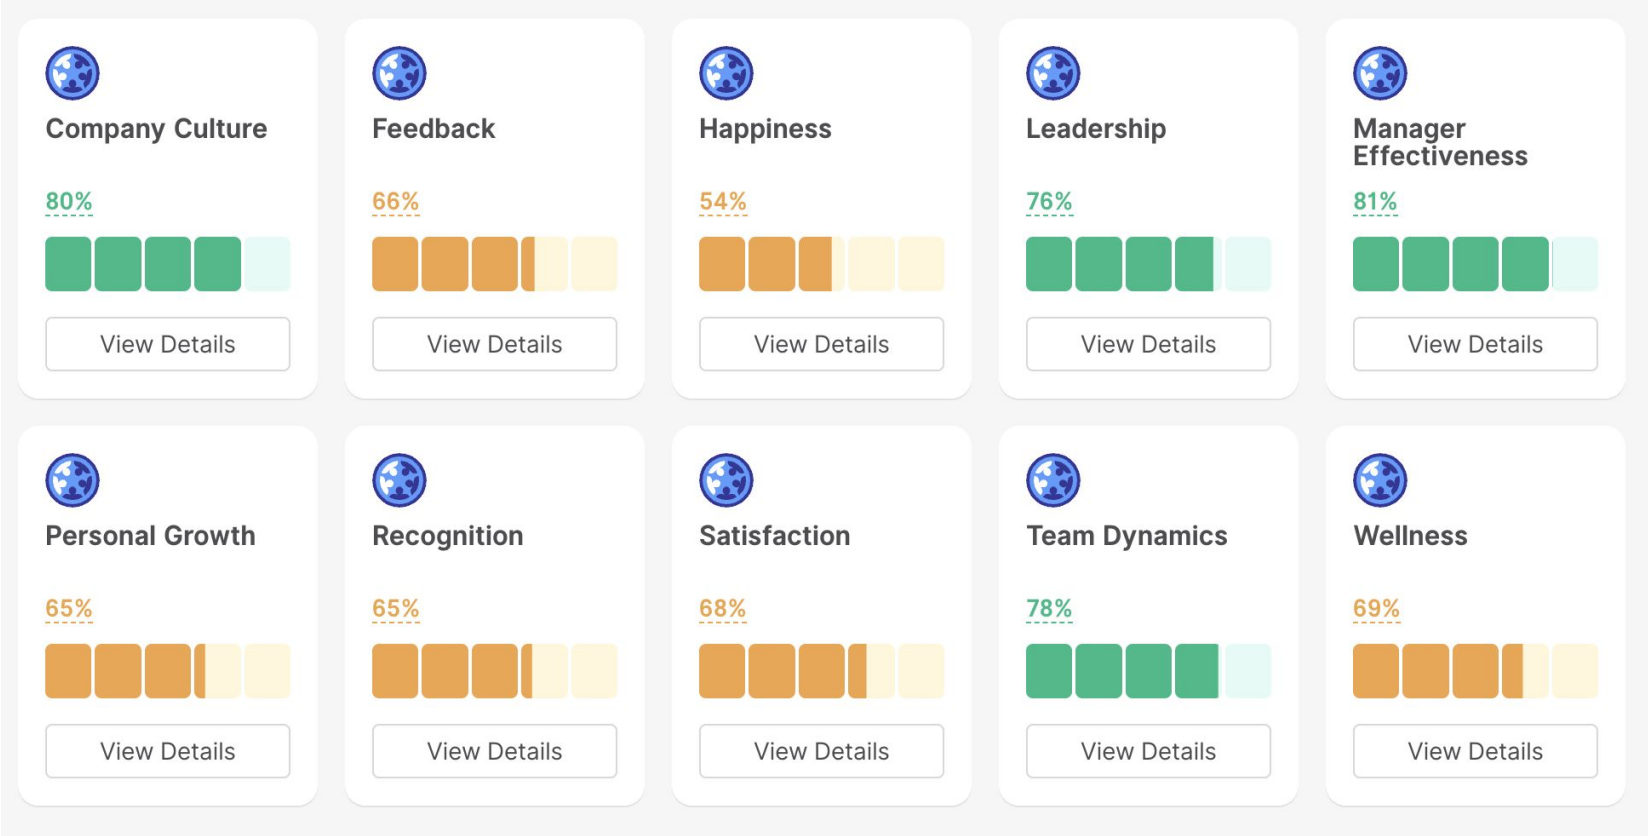 Company Culture
80%
View Details
Feedback
66%
View Details
Happiness
54%
View Details
Leadership
76%
View Details
Manager
Effectiveness
81%
View Details
Personal Growth
65%
View Details
Recognition
65%
View Details
Satisfaction
68%
View Details
Team Dynamics
78%
View Details
Wellness
69%
View Details